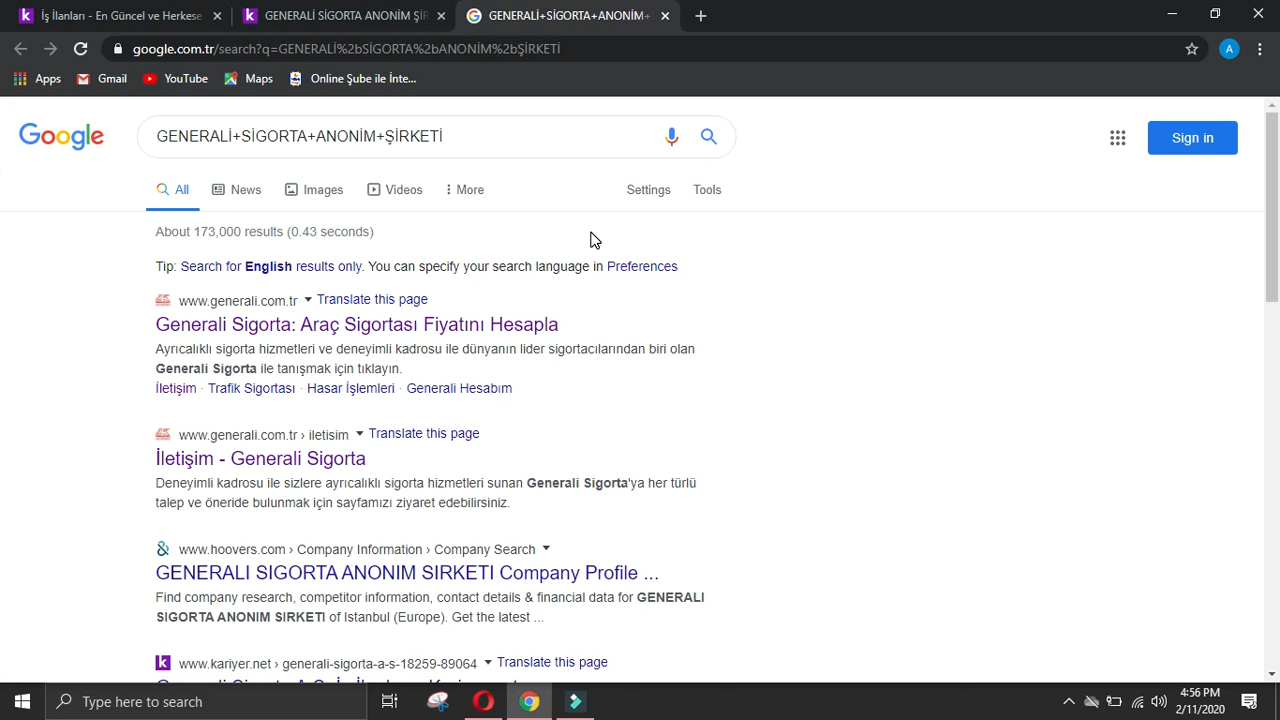 İş İlanları - En Güncel ve Herkese
GENERALİ SİGORTA ANONİM ŞİR
GENERALİ+SİGORTA+ANONİM+
google.com.tr/search?q=GENERALİ%2bSİGORTA%2bANONİM%2bŞİRKETİ
A
Apps
Gmail
YouTube
Maps
Online Şube ile İnte...
Google
GENERALİ+SİGORTA+ANONİM+ŞİRKETİ
Sign in
All
News
Images
Videos
More
Settings
Tools
About 173,000 results (0.43 seconds)
Tip: Search for English results only. You can specify your search language in Preferences
www.generali.com.tr Translate this page
Generali Sigorta: Araç Sigortası Fiyatını Hesapla
Ayrıcalıklı sigorta hizmetleri ve deneyimli kadrosu ile dünyanın lider sigortacılarından biri olan
Generali Sigorta ile tanışmak için tıklayın.
İletişim · Trafik Sigortası · Hasar İşlemleri · Generali Hesabım
www.generali.com.tr › iletisim Translate this page
İletişim - Generali Sigorta
Deneyimli kadrosu ile sizlere ayrıcalıklı sigorta hizmetleri sunan Generali Sigorta'ya her türlü
talep ve öneride bulunmak için sayfamızı ziyaret edebilirsiniz.
www.hoovers.com › Company Information › Company Search
GENERALI SIGORTA ANONIM SIRKETI Company Profile ...
Find company research, competitor information, contact details & financial data for GENERALI
SIGORTA ANONIM SIRKETI of Istanbul (Europe). Get the latest ...
www.kariyer.net › generali-sigorta-a-s-18259-89064 Translate this page
Type here to search
4:56 PM
2/11/2020